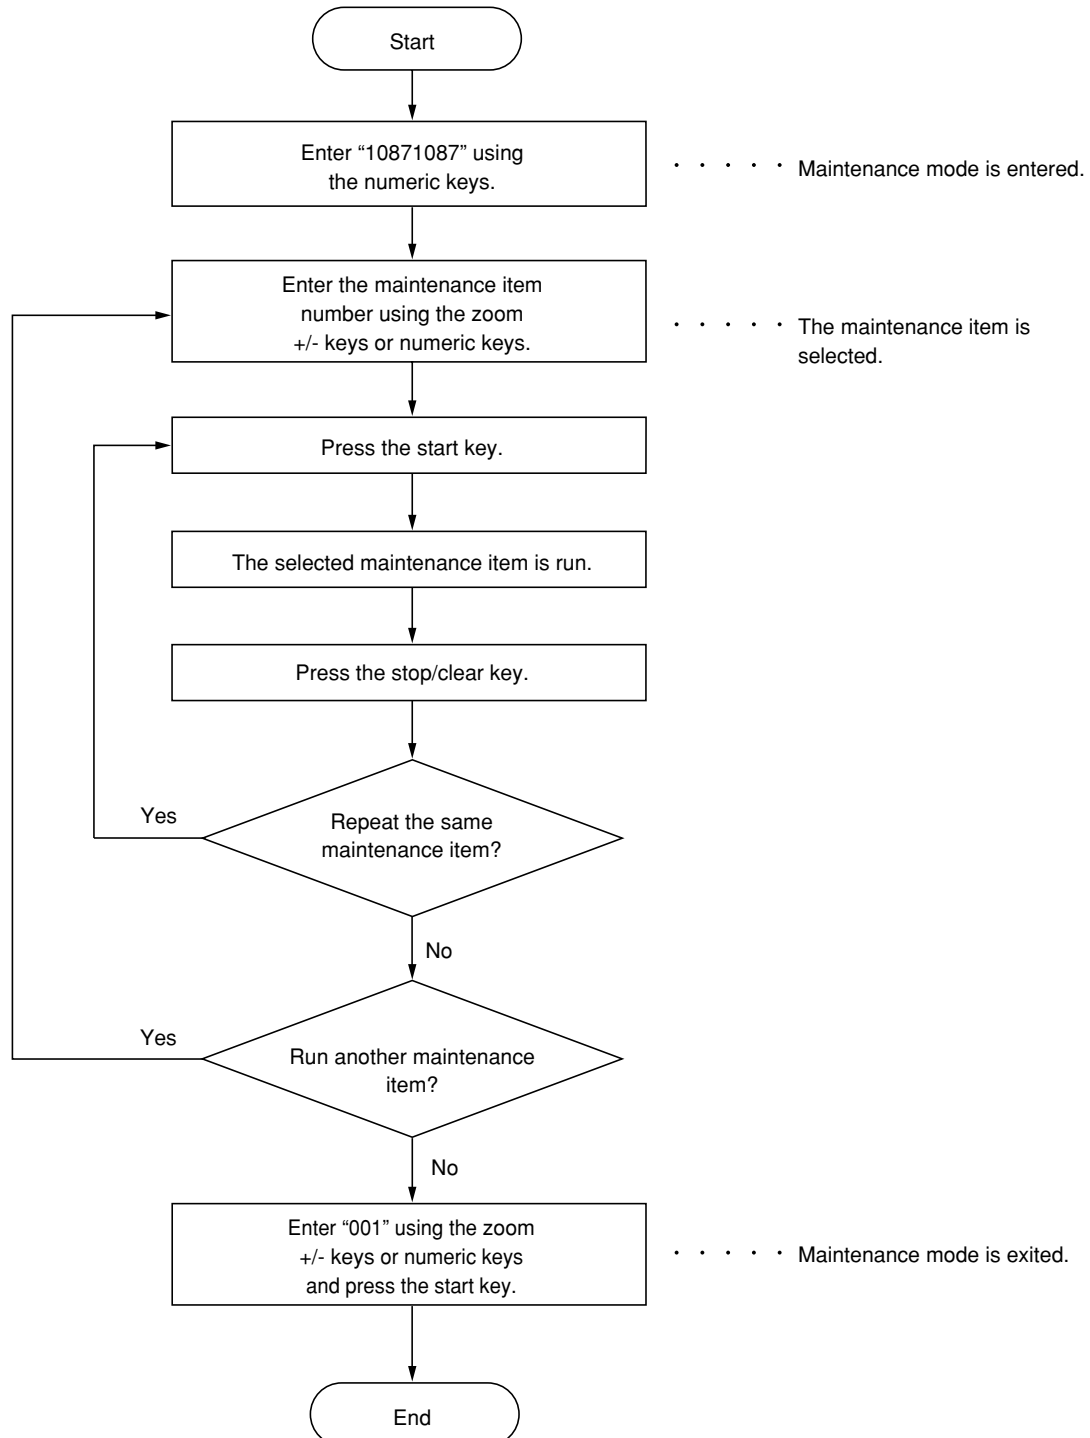 Start
Enter “10871087” using
the numeric keys.
Maintenance mode is entered.
Enter the maintenance item
number using the zoom
+/- keys or numeric keys.
The maintenance item is
selected.
Press the start key.
The selected maintenance item is run.
Press the stop/clear key.
Yes
Repeat the same
maintenance item?
No
Yes
Run another maintenance
item?
No
Enter “001” using the zoom
+/- keys or numeric keys
and press the start key.
Maintenance mode is exited.
End